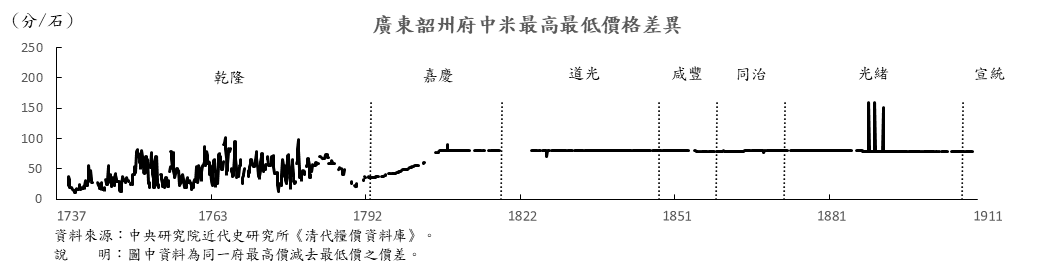 (分/石)
廣東韶州府中米最高最低價格差異
250
200
150
100
50
0
乾隆 嘉慶 道光 咸豐 同治 光緒 宣統
1737 1763 1792 1822 1851 1881 1911
資料來源：中央研究院近代史研究所《清代糧價資料庫》。
說　　明：圖中資料為同一府最高價減去最低價之價差。